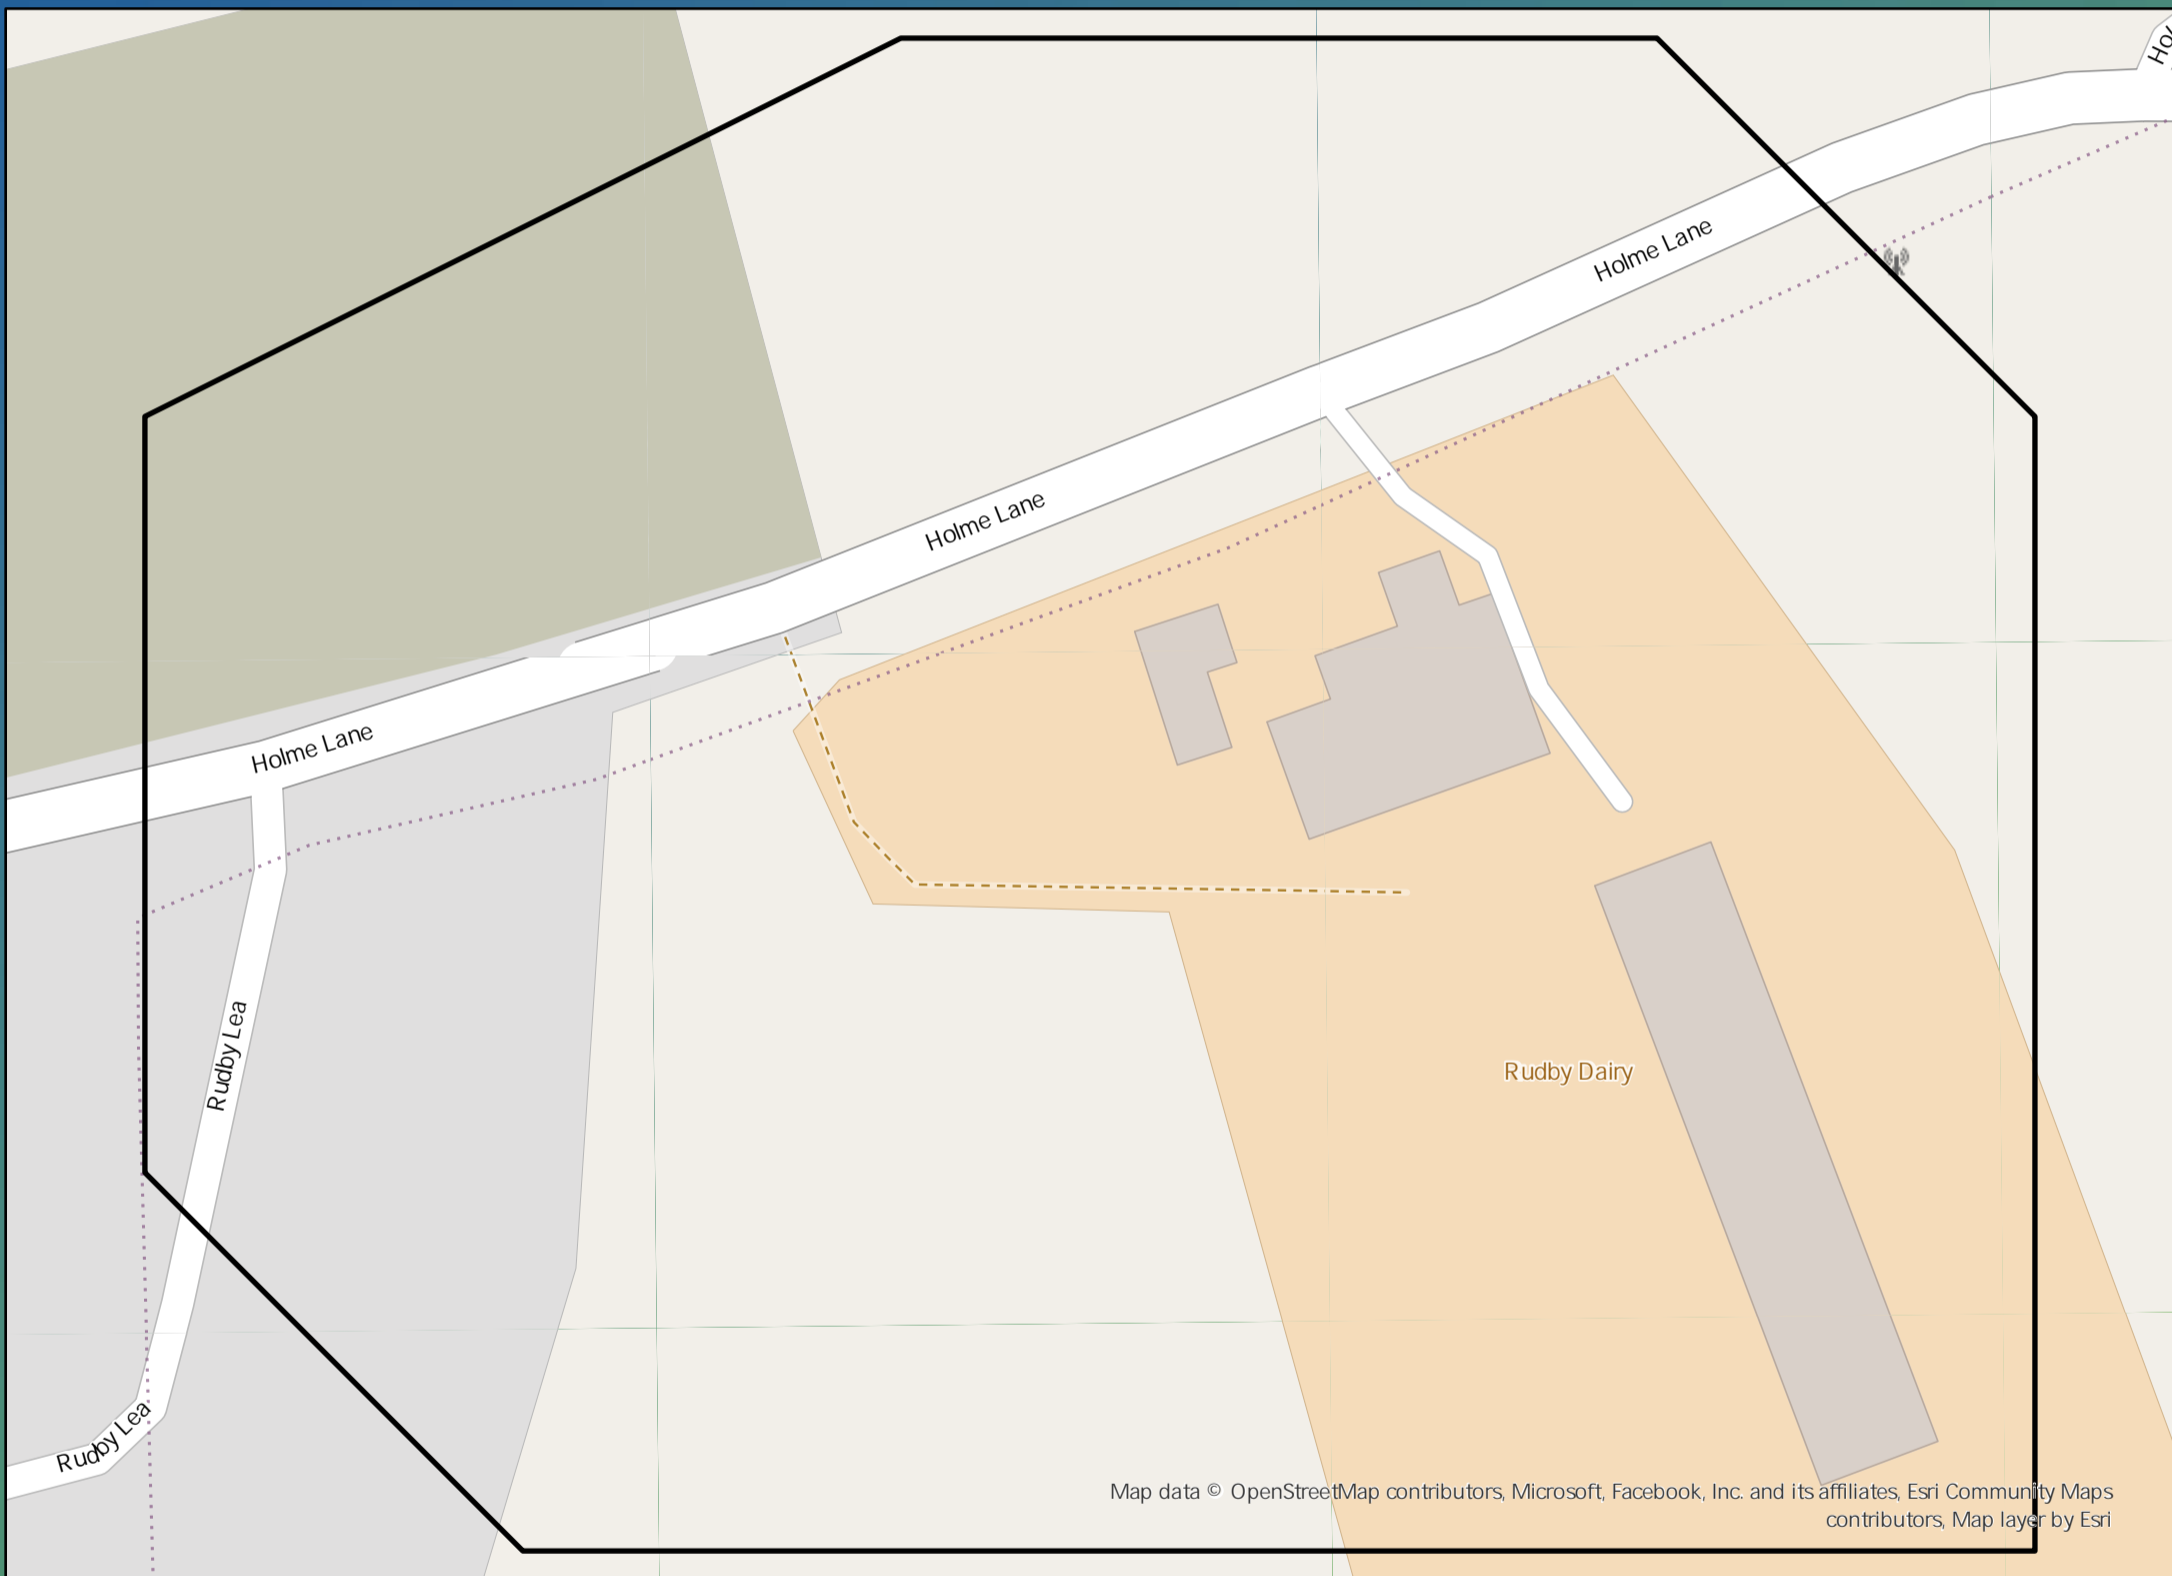 Hol
Holme Lane
Holme Lane
Holme Lane
Rudby Lea
Rudby Dairy
Rudby Lea
Map data © OpenStreetMap contributors, Microsoft, Facebook, Inc. and its affiliates, Esri Community Maps
contributors, Map layer by Esri